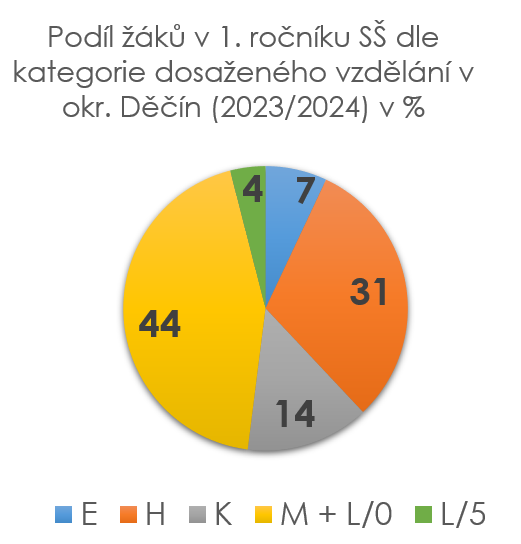 Podíl žáků v 1. ročníku SŠ dle
kategorie dosaženého vzdělání v
okr. Děčín (2023/2024) v %
4
7
31
44
14
E H K M + L/0 L/5